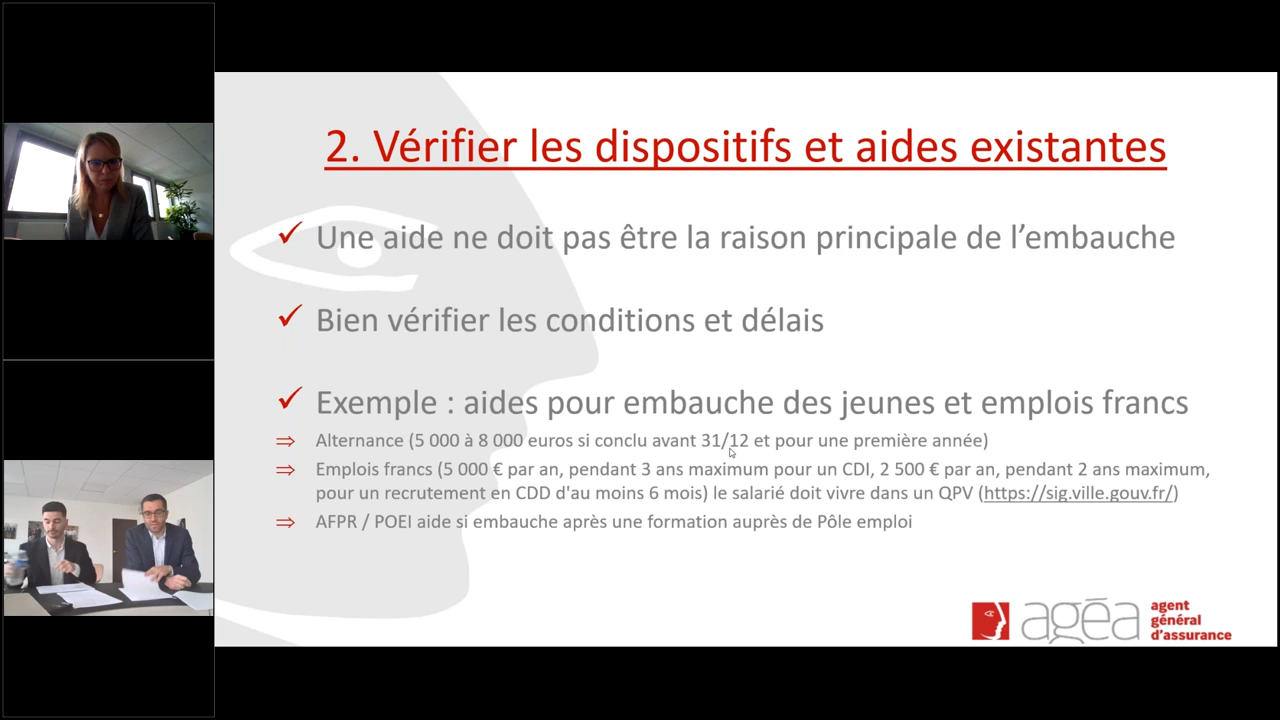 2. Vérifier les dispositifs et aides existantes
Une aide ne doit pas être la raison principale de l’embauche
Bien vérifier les conditions et délais
Exemple : aides pour embauche des jeunes et emplois francs
Alternance (5 000 à 8 000 euros si conclu avant 31/12 et pour une première année)
Emplois francs (5 000 € par an, pendant 3 ans maximum pour un CDI, 2 500 € par an, pendant 2 ans maximum,
pour un recrutement en CDD d'au moins 6 mois) le salarié doit vivre dans un QPV (https://sig.ville.gouv.fr/)
AFPR / POEI aide si embauche après une formation auprès de Pôle emploi
agéa
agent
général
d’assurance